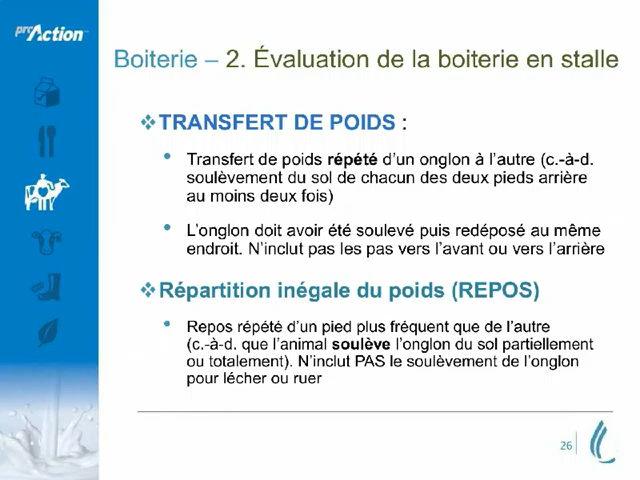 proAction
Boiterie – 2. Évaluation de la boiterie en stalle
❖TRANSFERT DE POIDS :
• Transfert de poids répété d'un onglon à l'autre (c.-à-d.
soulèvement du sol de chacun des deux pieds arrière
au moins deux fois)
• L'onglon doit avoir été soulevé puis redéposé au même
endroit. N'inclut pas les pas vers l'avant ou vers l'arrière
❖Répartition inégale du poids (REPOS)
• Repos répété d'un pied plus fréquent que de l'autre
(c.-à-d. que l'animal soulève l'onglon du sol partiellement
ou totalement). N'inclut PAS le soulèvement de l'onglon
pour lécher ou ruer
26